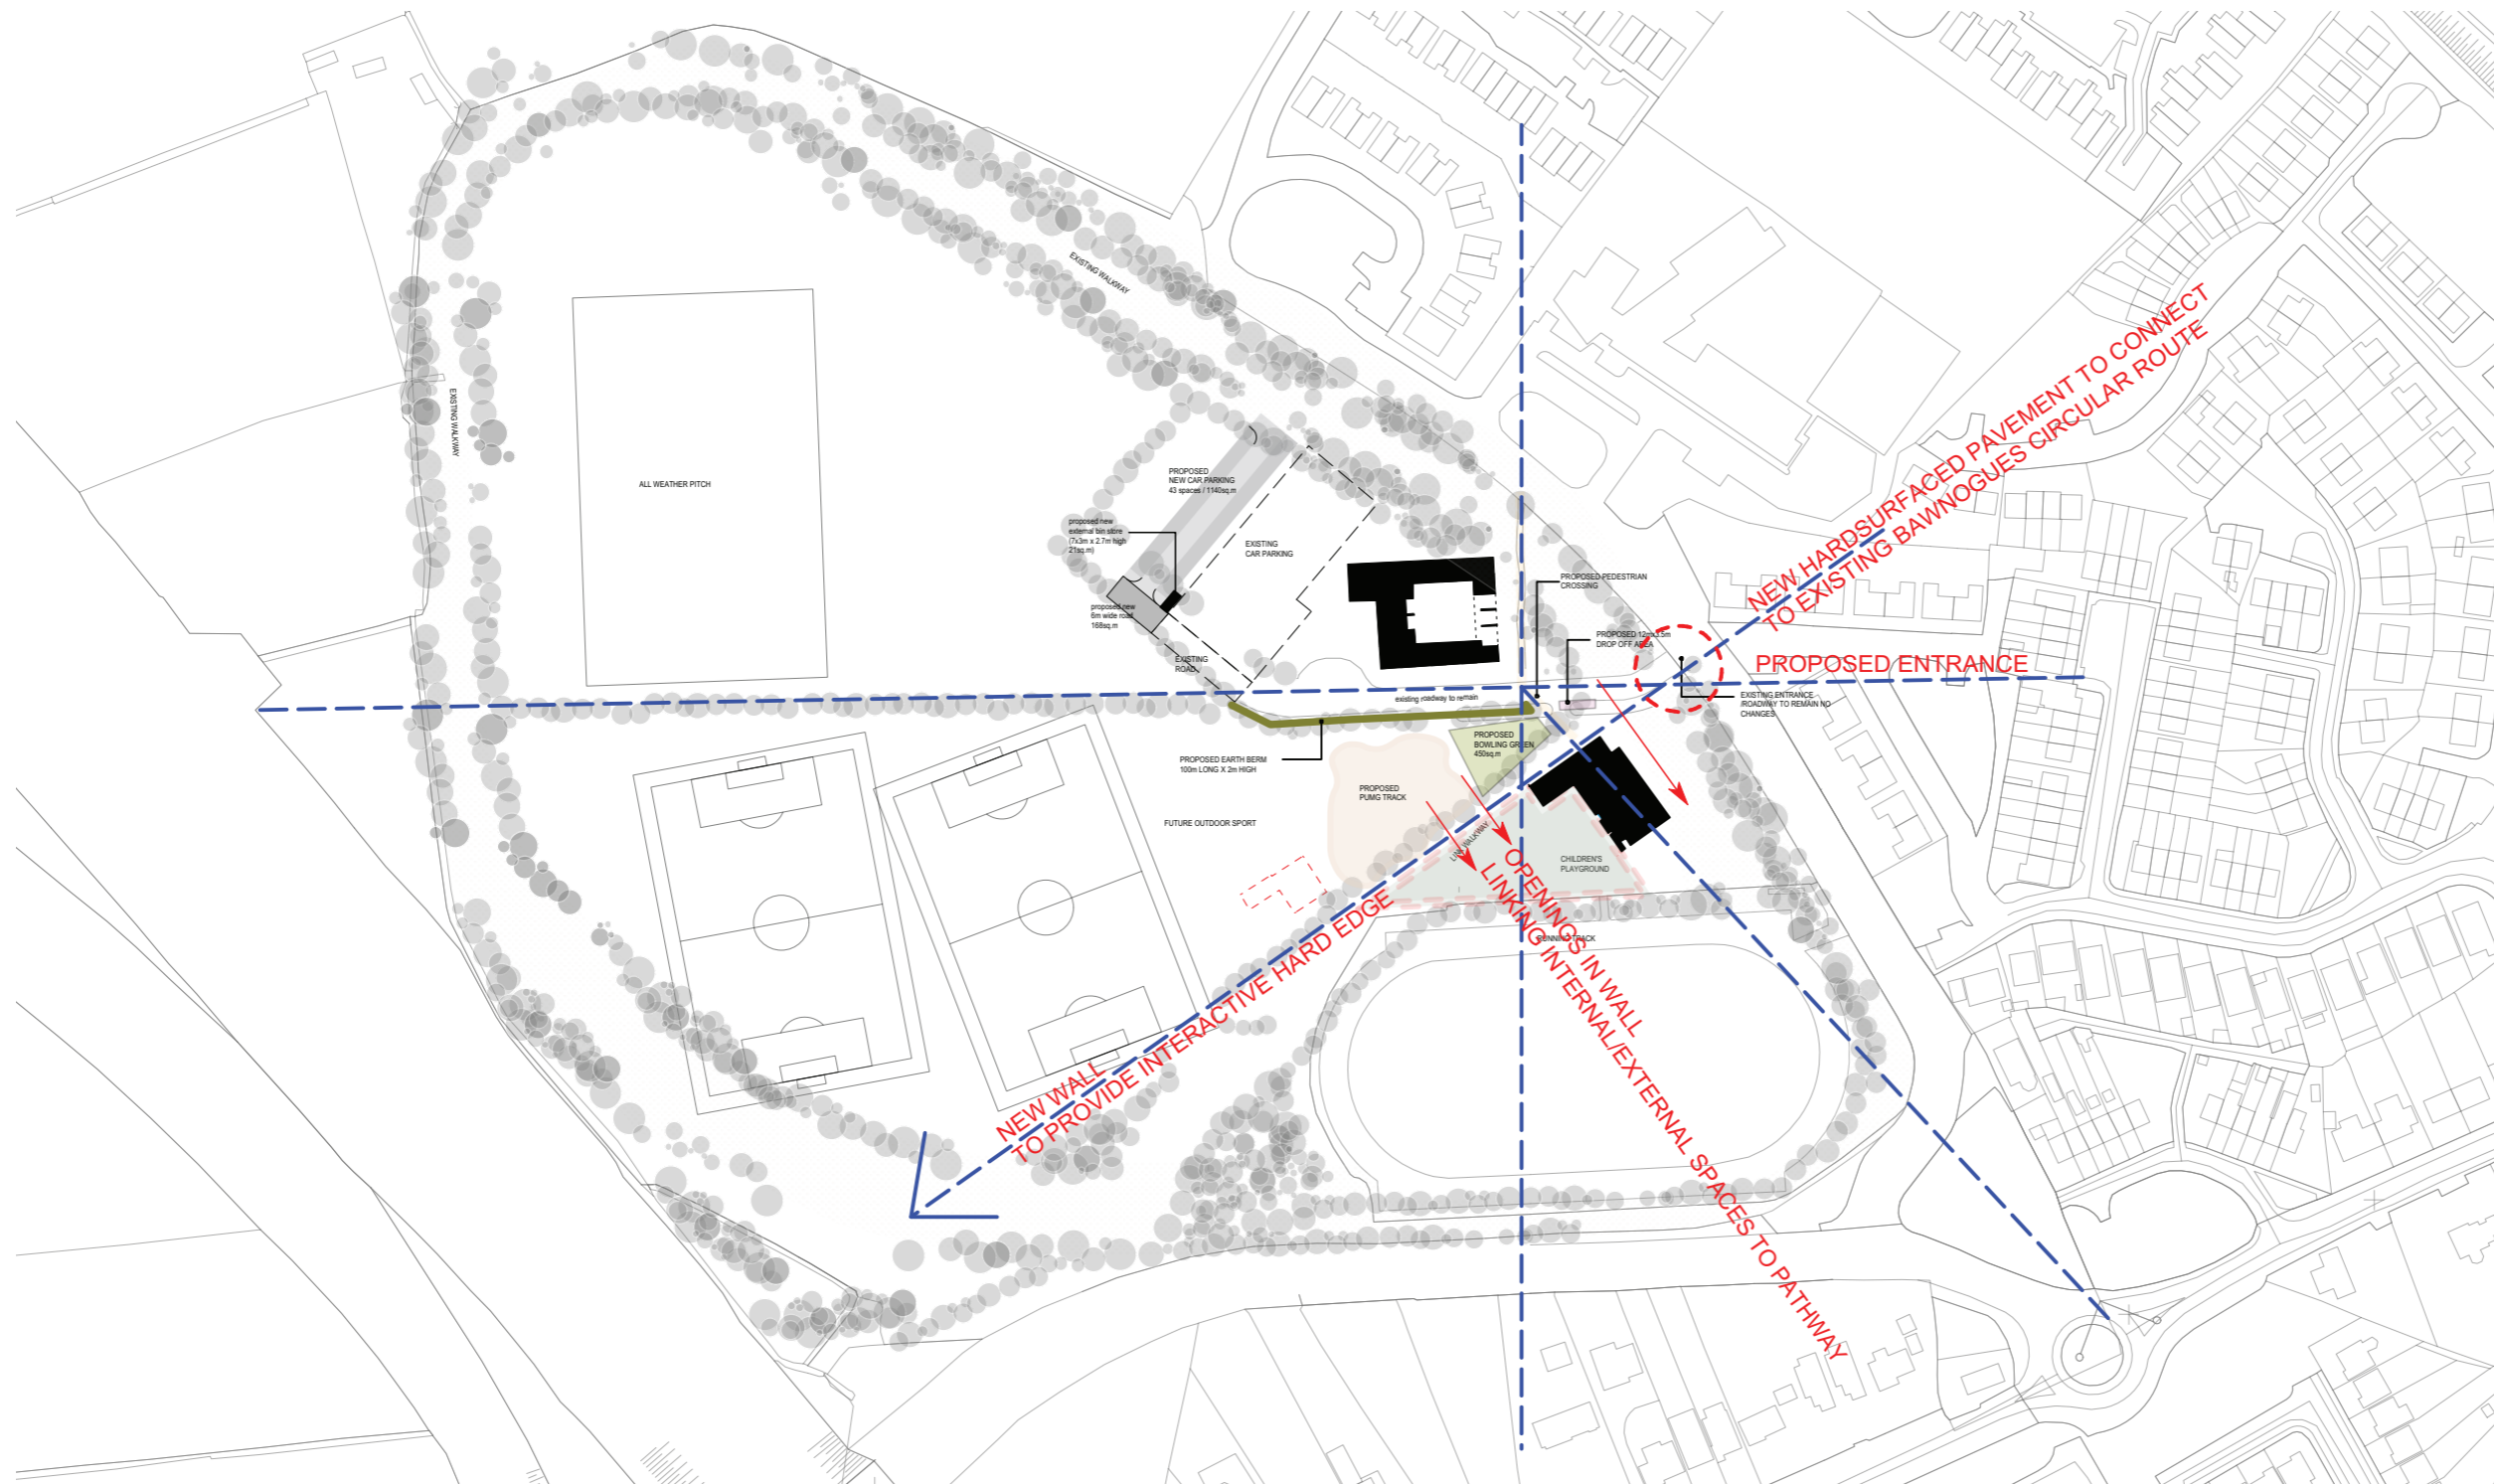 EXISTING WALKWAY
EXISTING WALKWAY
ALL WEATHER PITCH
PROPOSED
NEW CAR PARKING
43 spaces / 1140sq.m
proposed new
external bin store
(7x3m x 2.7m high
21sq.m)
EXISTING
CAR PARKING
proposed new
6m wide road
168sq.m
EXISTING
ROAD
PROPOSED PEDESTRIAN
CROSSING
PROPOSED 12mx3.5m
DROP OFF AREA
NEW HARDSURFACED PAVEMENT TO CONNECT
TO EXISTING BAWNOGUES CIRCULAR ROUTE
PROPOSED ENTRANCE
EXISTING ENTRANCE
/ROADWAY TO REMAIN NO
CHANGES
existing roadway to remain
PROPOSED
BOWLING GREEN
450sq.m
PROPOSED EARTH BERM
100m LONG X 2m HIGH
PROPOSED
PUMG TRACK
FUTURE OUTDOOR SPORT
LINK WALKWAY
CHILDREN'S
PLAYGROUND
RUNNING TRACK
OPENINGS IN WALL
LINKING INTERNAL/EXTERNAL SPACES TO PATHWAY
NEW WALL
TO PROVIDE INTERACTIVE HARD EDGE